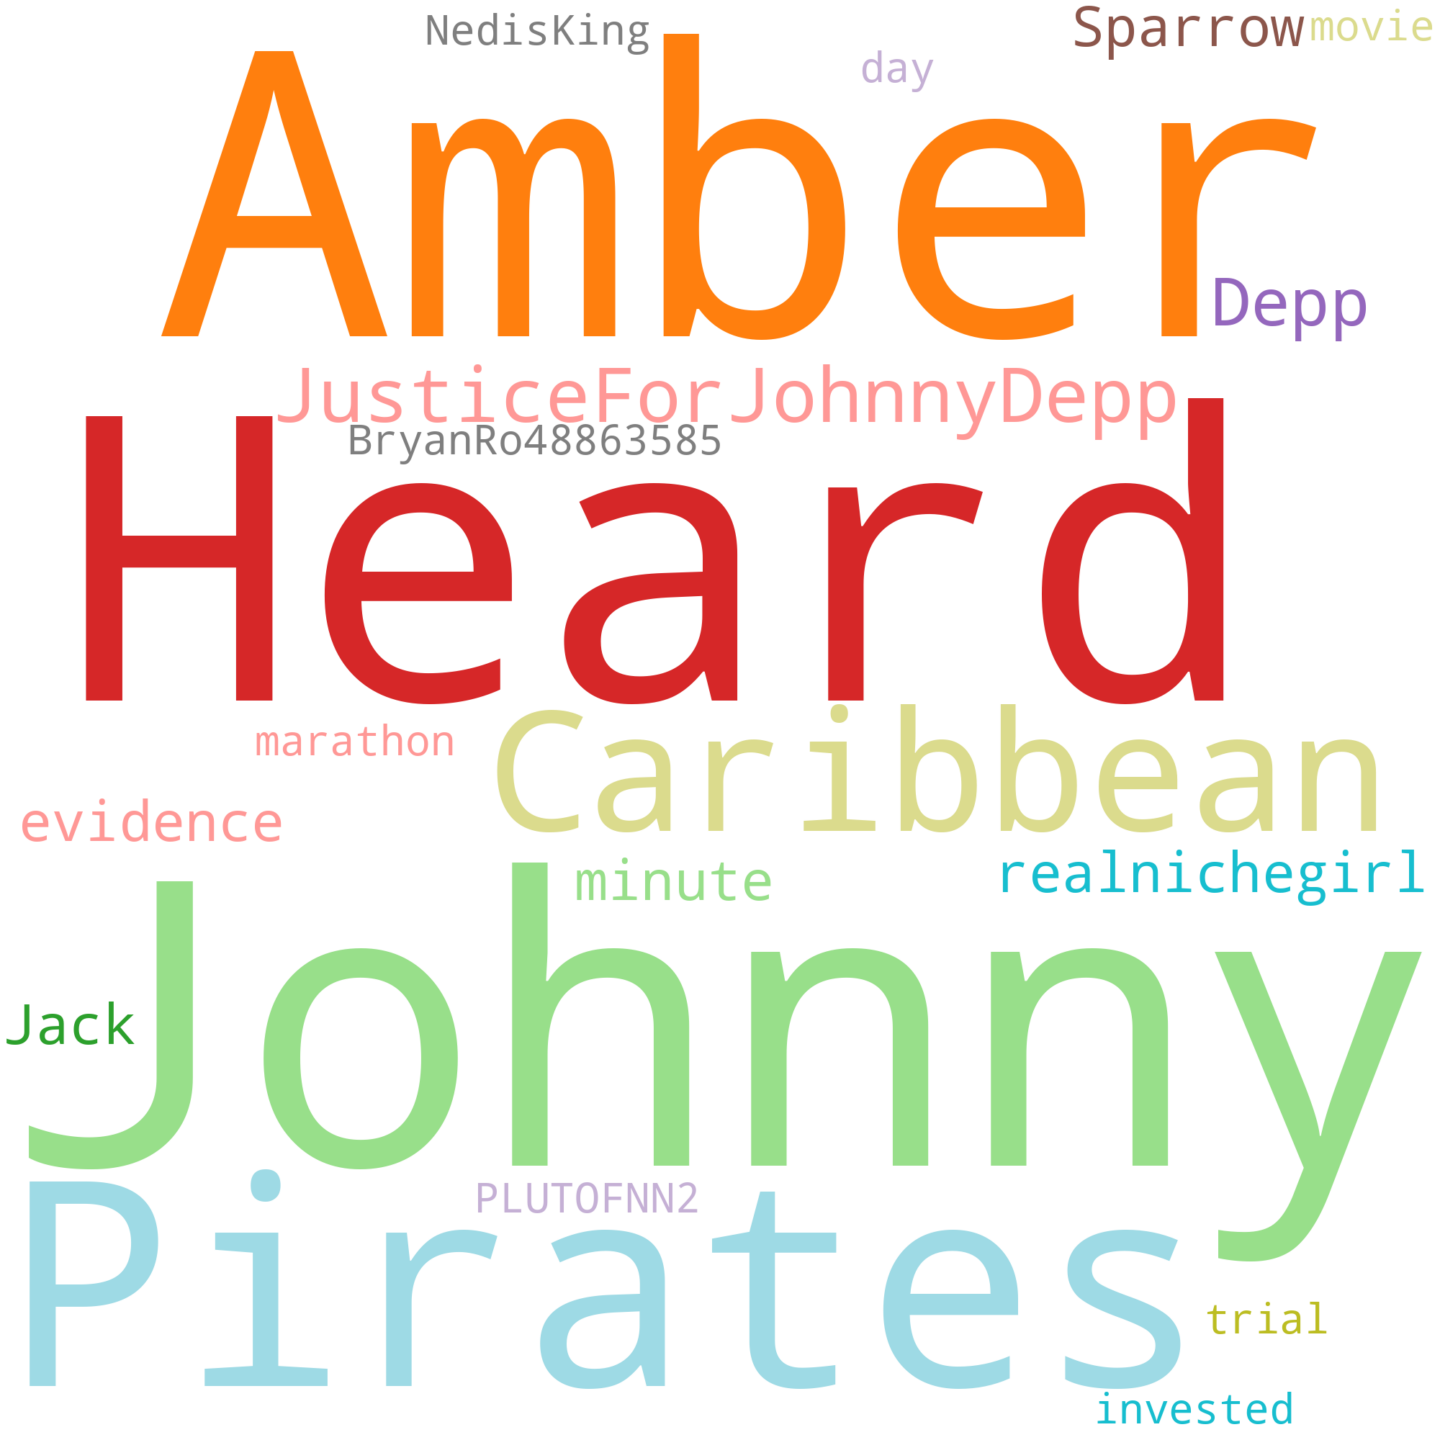 NedisKing
Sparrow
movie
day
Amber
Depp
JusticeForJohnnyDepp
BryanRo48863585
Heard
marathon
Caribbean
evidence
minute
realnichegirl
Jack
Johnny
PLUTOFNN2
Pirates
trial
invested